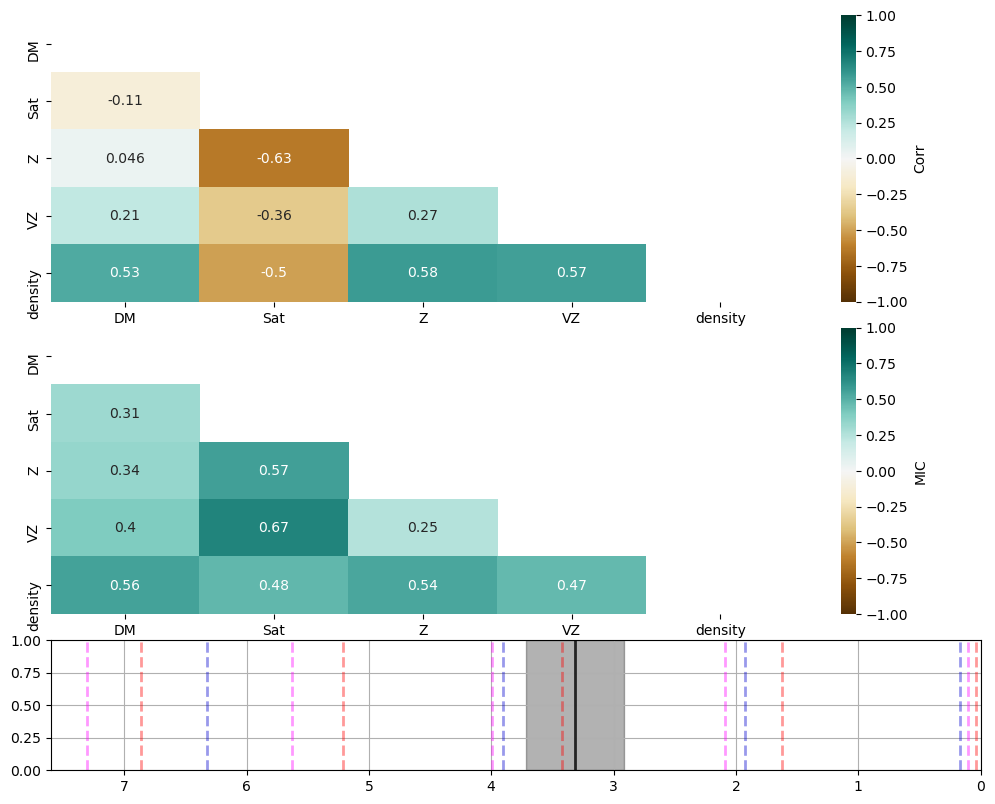 DM
Sat
-0.11
Z
0.046 -0.63
VZ
0.21 -0.36 0.27
density
0.53 -0.5 0.58 0.57
DM Sat Z VZ density
1.00
0.75
0.50
0.25
0.00
−0.25
−0.50
−0.75
−1.00
Corr
DM
Sat
0.31
Z
0.34 0.57
VZ
0.4 0.67 0.25
density
0.56 0.48 0.54 0.47
DM Sat Z VZ density
1.00
0.75
0.50
0.25
0.00
−0.25
−0.50
−0.75
−1.00
MIC
1.00
0.75
0.50
0.25
0.00
7 6 5 4 3 2 1 0